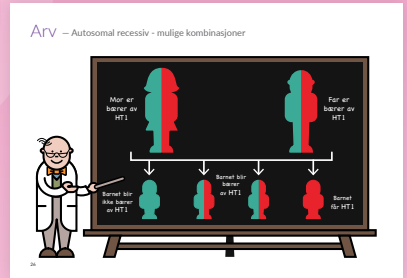 Arv – Autosomal recessiv - mulige kombinasjoner
Mor er
bærer av
HT1
Far er
bærer av
HT1
Barnet blir
ikke bærer
av HT1
Barnet blir
bærer
av HT1
Barnet
får HT1
26